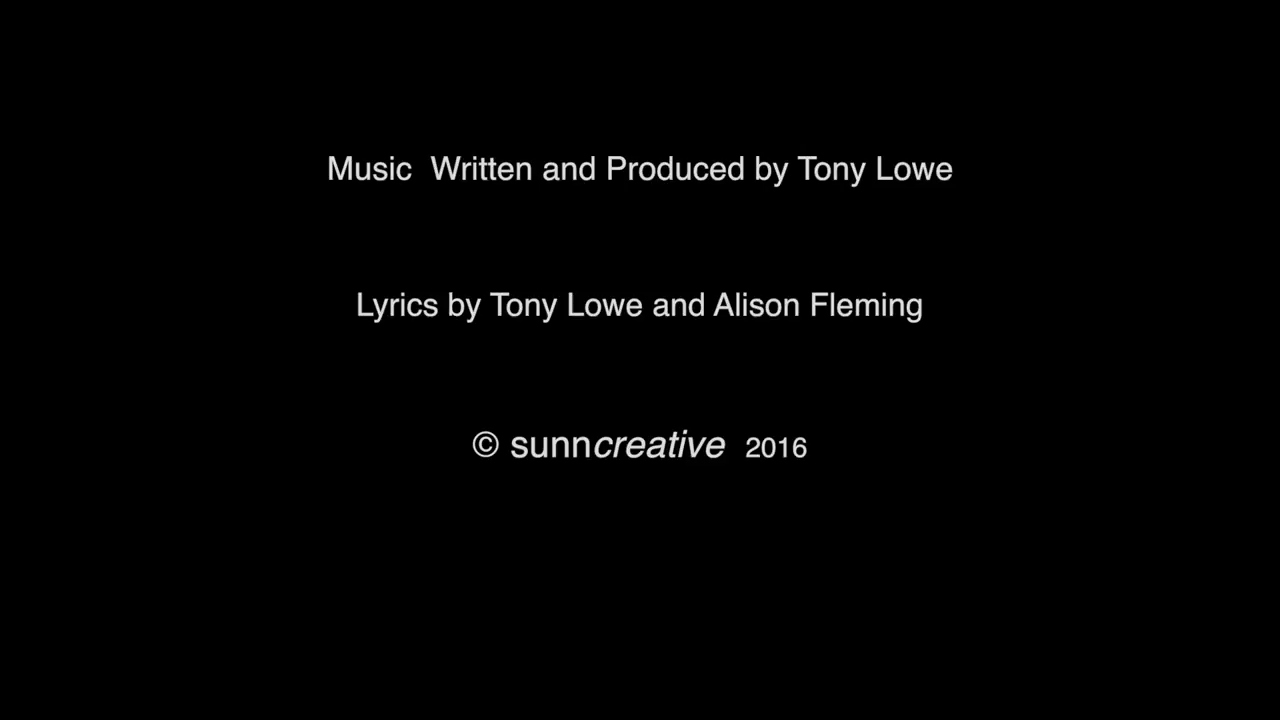 Music  Written and Produced by Tony Lowe
Lyrics by Tony Lowe and Alison Fleming
© sunncreative  2016